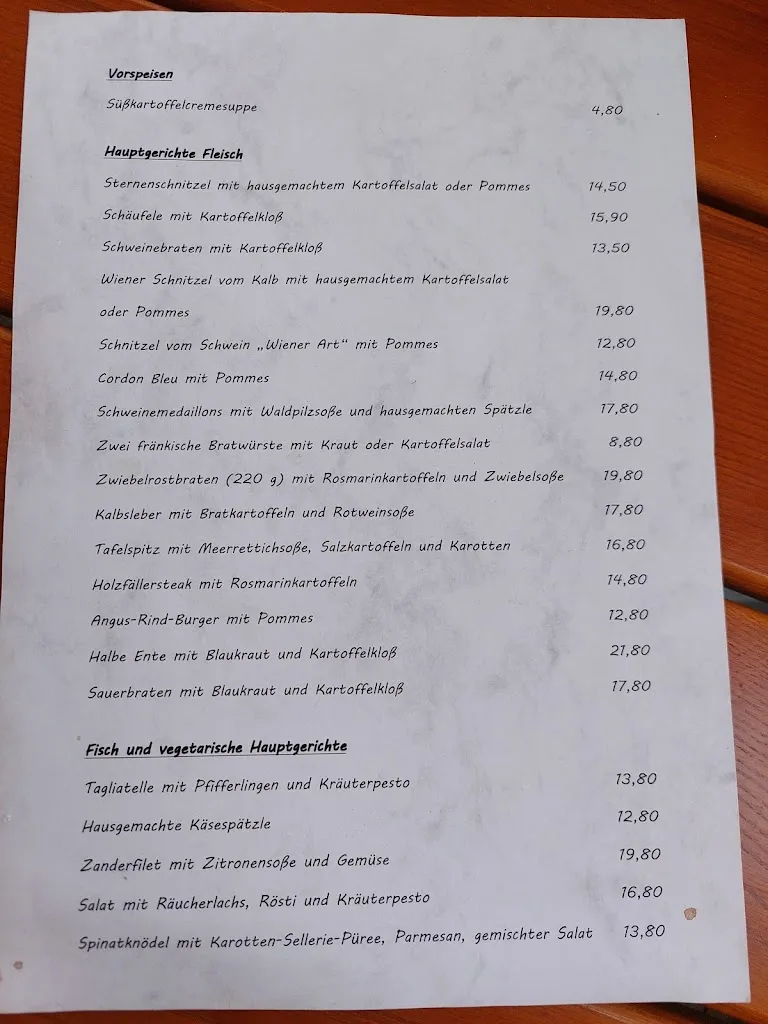 Vorspeisen
Süßkartoffelcremesuppe 4,80
Hauptgerichte Fleisch
Sternenschnitzel mit hausgemachtem Kartoffelsalat oder Pommes 14,50
Schäufele mit Kartoffelkloß 15,90
Schweinebraten mit Kartoffelkloß 13,50
Wiener Schnitzel vom Kalb mit hausgemachtem Kartoffelsalat
oder Pommes 19,80
Schnitzel vom Schwein „Wiener Art“ mit Pommes 12,80
Cordon Bleu mit Pommes 14,80
Schweinemedaillons mit Waldpilzsoße und hausgemachten Spätzle 17,80
Zwei fränkische Bratwürste mit Kraut oder Kartoffelsalat 8,80
Zwiebelrostbraten (220 g) mit Rosmarinkartoffeln und Zwiebelsoße 19,80
Kalbsleber mit Bratkartoffeln und Rotweinsoße 17,80
Tafelspitz mit Meerrettichsoße, Salzkartoffeln und Karotten 16,80
Holzfällersteak mit Rosmarinkartoffeln 14,80
Angus-Rind-Burger mit Pommes 12,80
Halbe Ente mit Blaukraut und Kartoffelkloß 21,80
Sauerbraten mit Blaukraut und Kartoffelkloß 17,80
Fisch und vegetarische Hauptgerichte
Tagliatelle mit Pfifferlingen und Kräuterpesto 13,80
Hausgemachte Käsespätzle 12,80
Zanderfilet mit Zitronensoße und Gemüse 19,80
Salat mit Räucherlachs, Rösti und Kräuterpesto 16,80
Spinatknödel mit Karotten-Sellerie-Püree, Parmesan, gemischter Salat 13,80